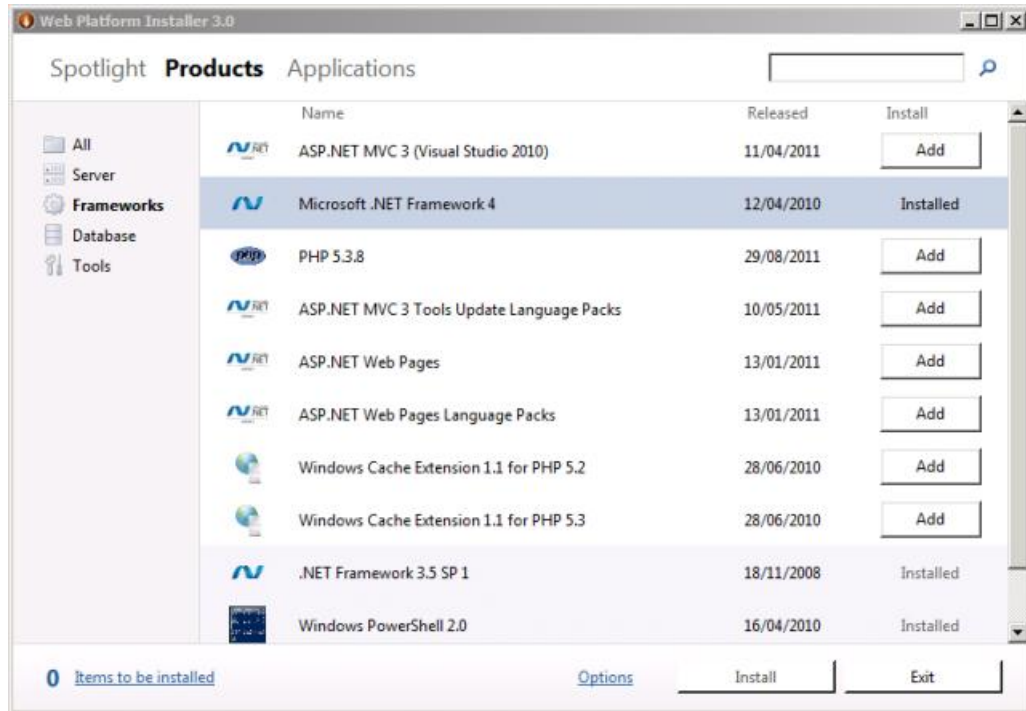 Web Platform Installer 3.0
Spotlight Products Applications
All
Server
Frameworks
Database
Tools
Name Released Install
ASP.NET MVC 3 (Visual Studio 2010) 11/04/2011 Add
Microsoft .NET Framework 4 12/04/2010 Installed
php PHP 5.3.8 29/08/2011 Add
ASP.NET MVC 3 Tools Update Language Packs 10/05/2011 Add
ASP.NET Web Pages 13/01/2011 Add
ASP.NET Web Pages Language Packs 13/01/2011 Add
Windows Cache Extension 1.1 for PHP 5.2 28/06/2010 Add
Windows Cache Extension 1.1 for PHP 5.3 28/06/2010 Add
.NET Framework 3.5 SP 1 18/11/2008 Installed
Windows PowerShell 2.0 16/04/2010 Installed
0 Items to be installed Options Install Exit